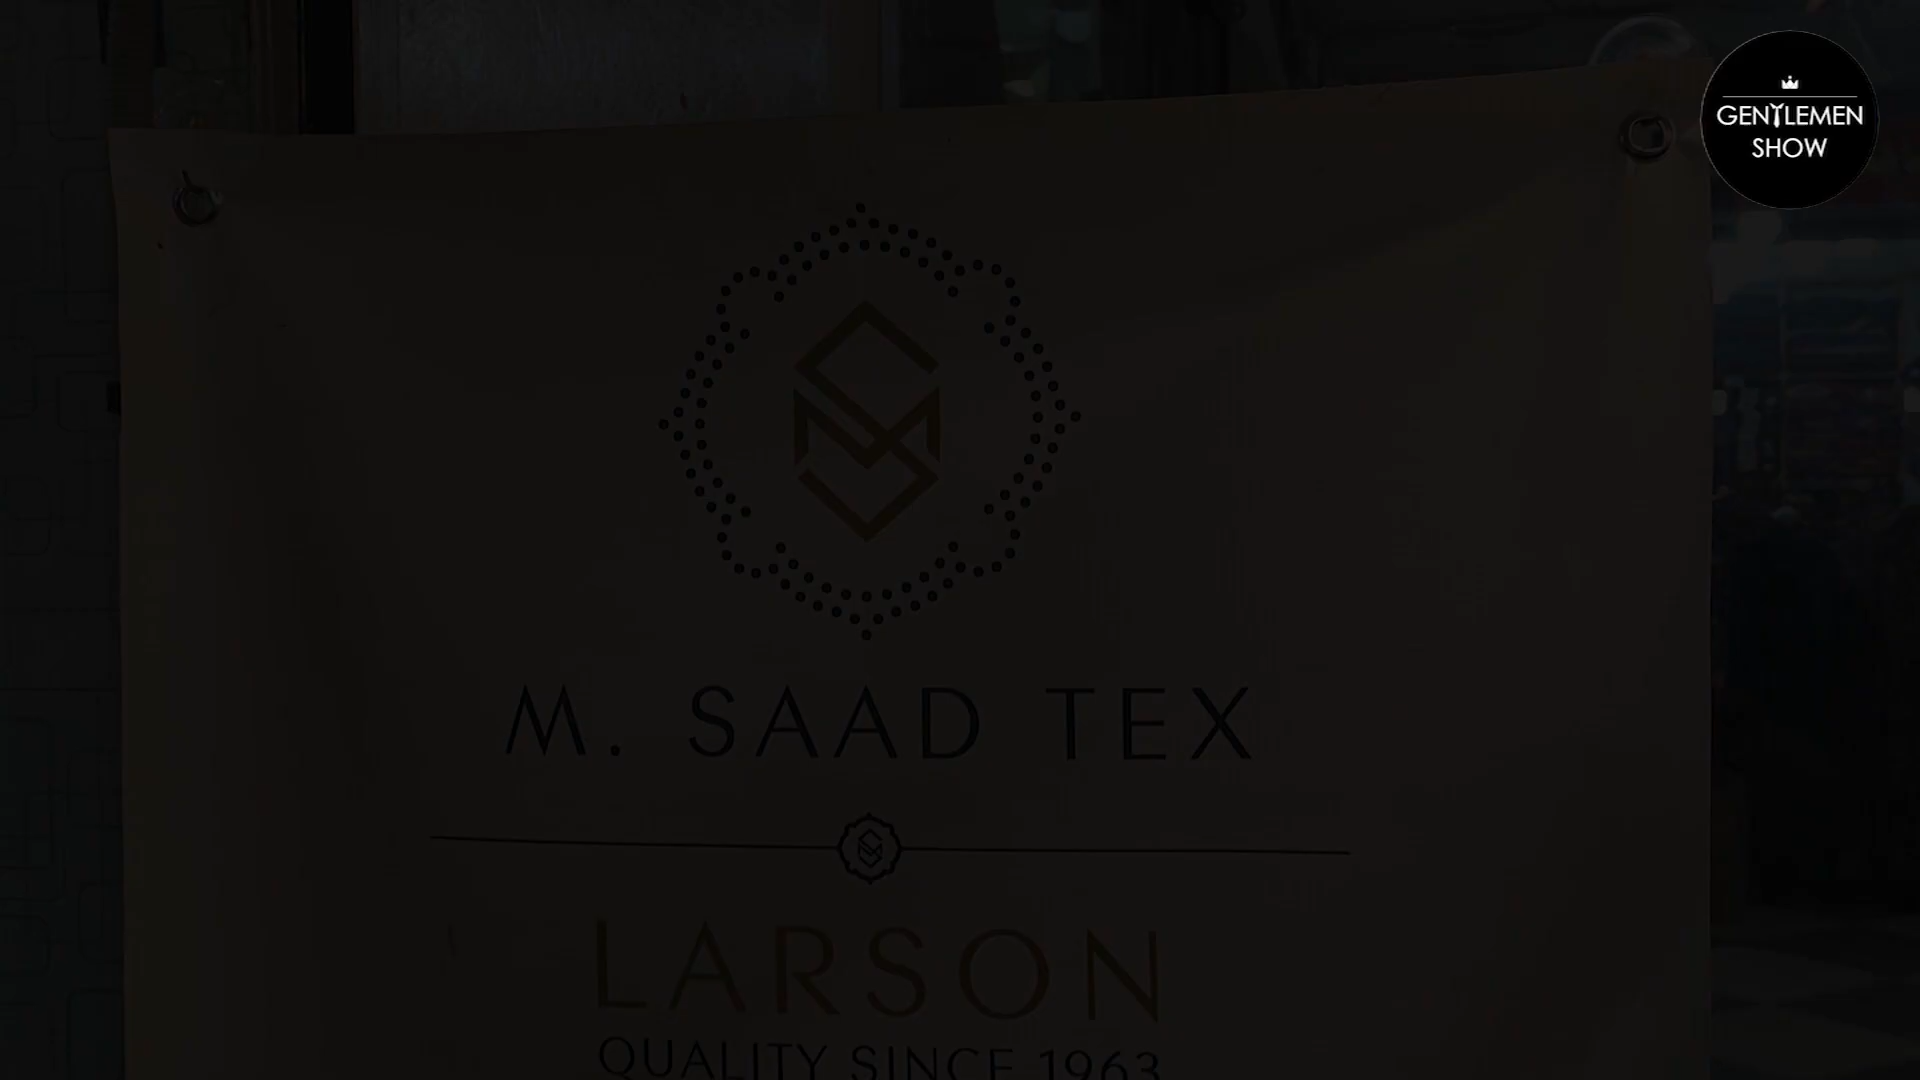 GENTLEMEN
SHOW
M. SAAD TEX
LARSON
QUALITY SINCE 1963